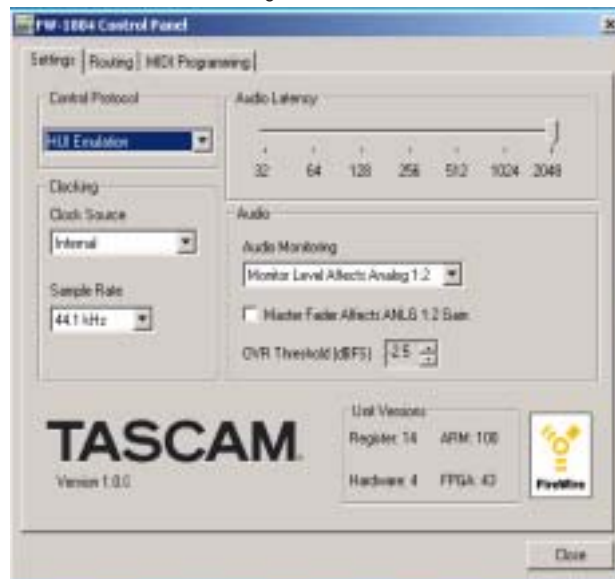 FW-1884 Control Panel
Settings Routing MIDI Programming
Control Protocol
HUI Emulation
Audio Latency
32 64 128 256 512 1024 2048
Clocking
Clock Source
Internal
Sample Rate
44.1 kHz
Audio
Audio Monitoring
Monitor Level Affects Analog 1-2
Master Fader Affects ANLG 1-2 Gain
OVR Threshold (dBFS) -2.5
TASCAM
Version 1.0.0
Unit Versions
Register: 14 ARM: 100
Hardware: 4 FPGA: 43
FireWire
Close